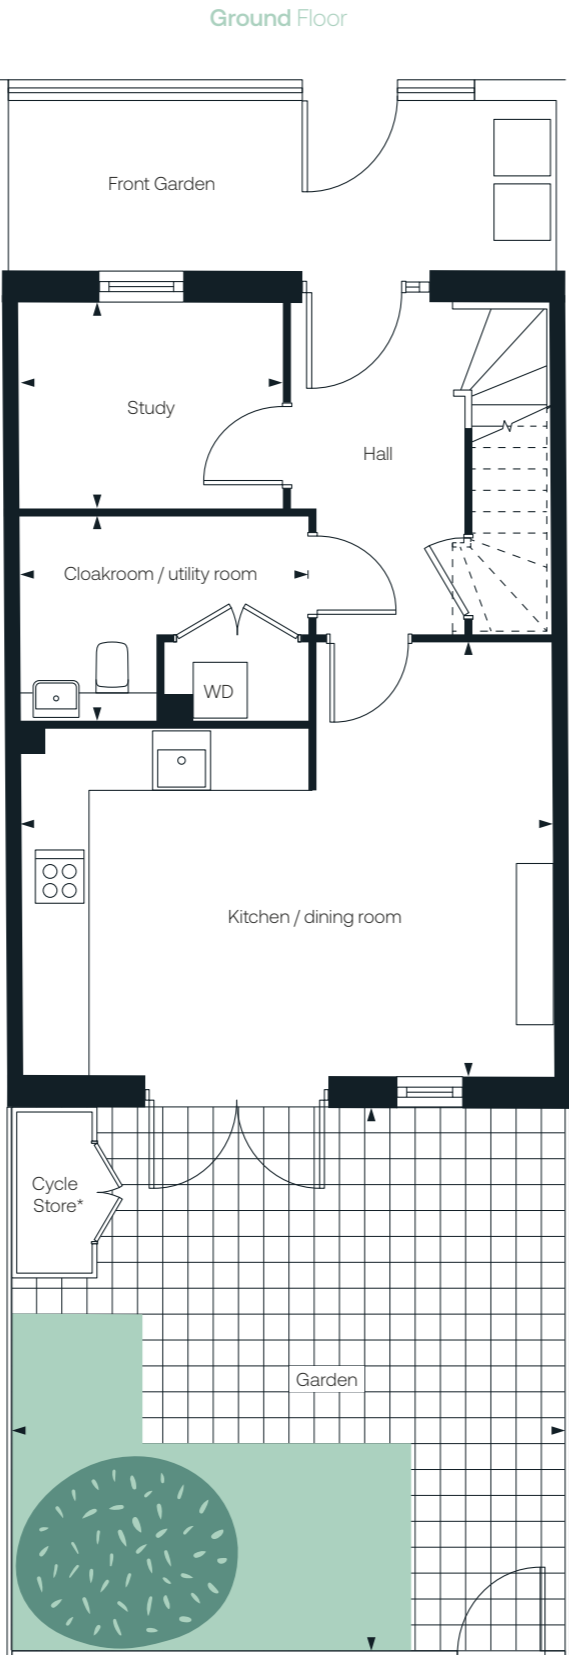 Ground Floor
Front Garden
Study
Hall
Cloakroom / utility room
WD
Kitchen / dining room
Cycle
Store*
Garden